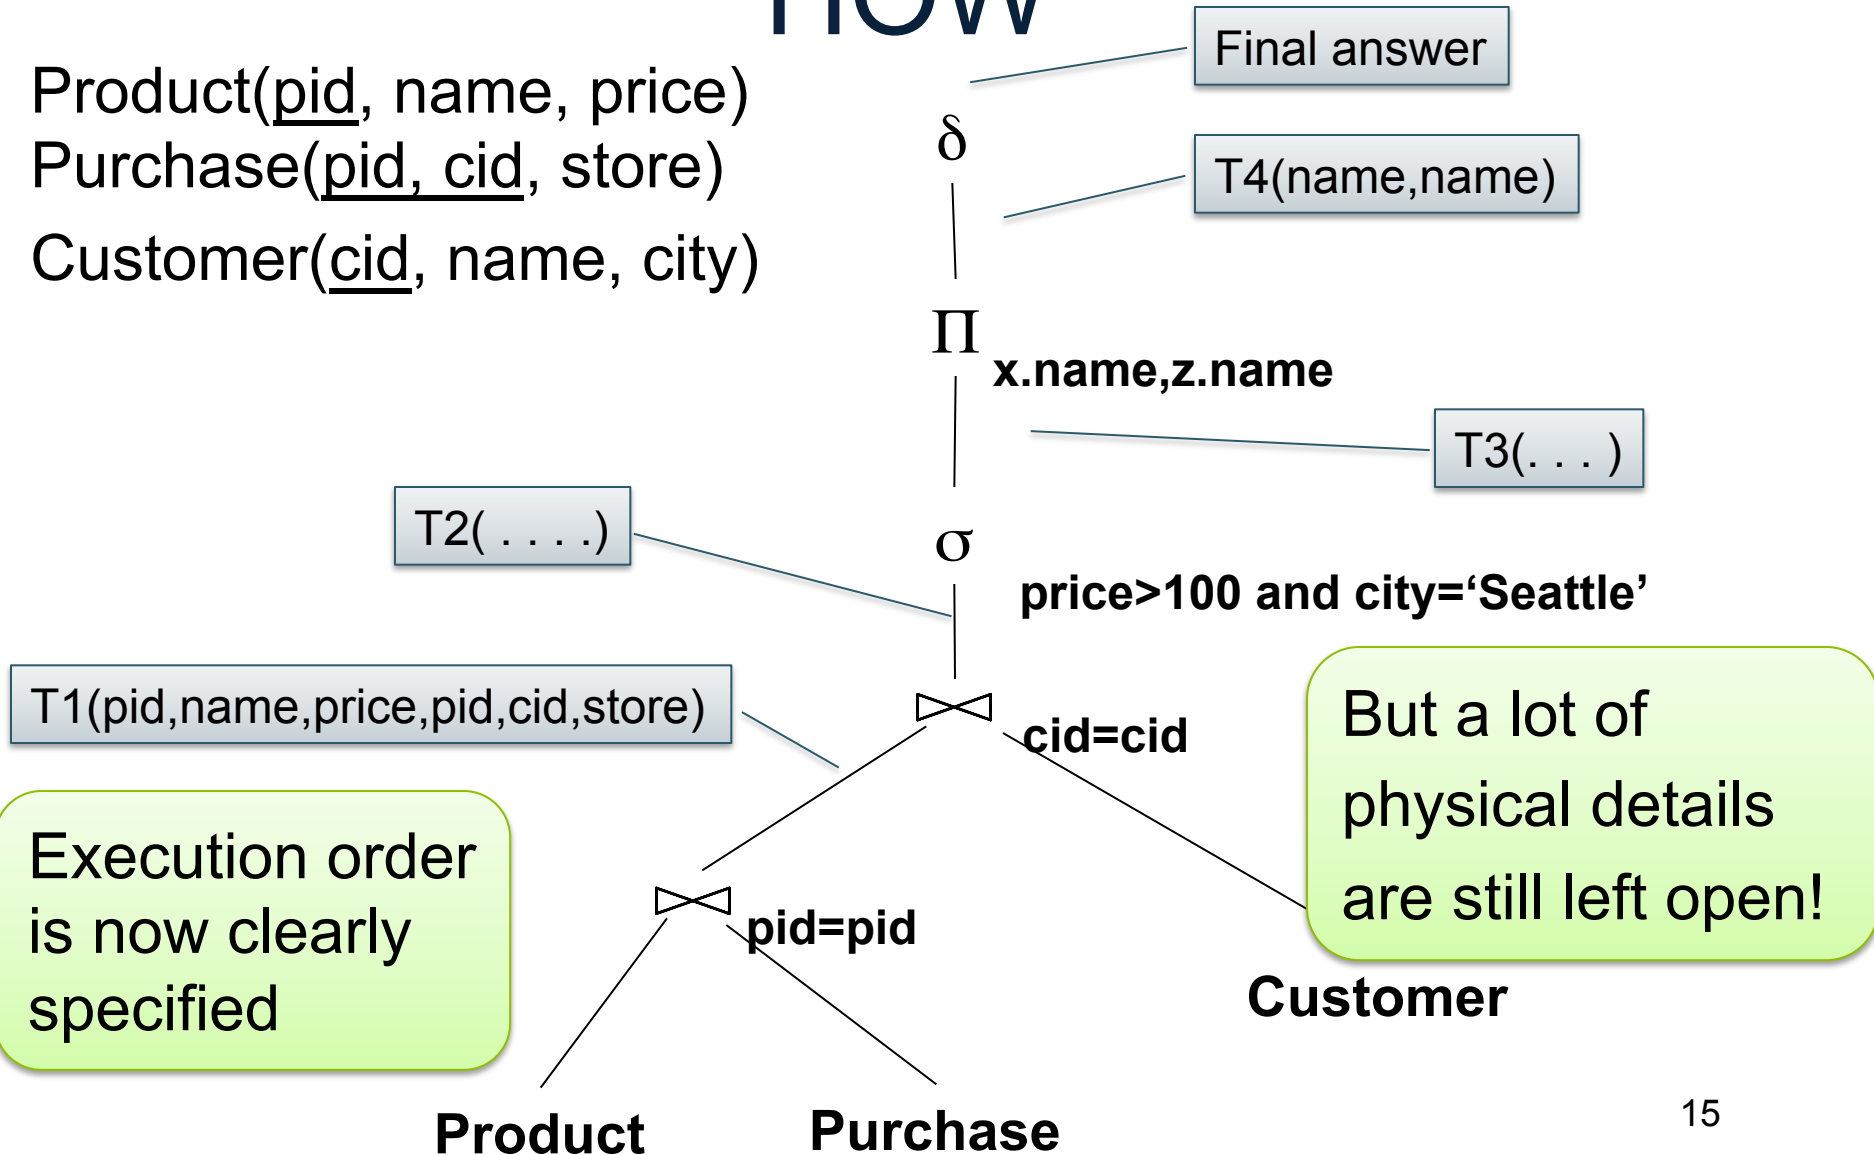 HOW
Product(pid, name, price)
Purchase(pid, cid, store)
Customer(cid, name, city)
Final answer
δ
T4(name,name)
Π
x.name,z.name
T3(. . . )
T2( . . . .)
σ
price>100 and city=‘Seattle’
T1(pid,name,price,pid,cid,store)
⋈
cid=cid
But a lot of
physical details
are still left open!
Execution order
is now clearly
specified
⋈
pid=pid
Customer
Product
Purchase
15